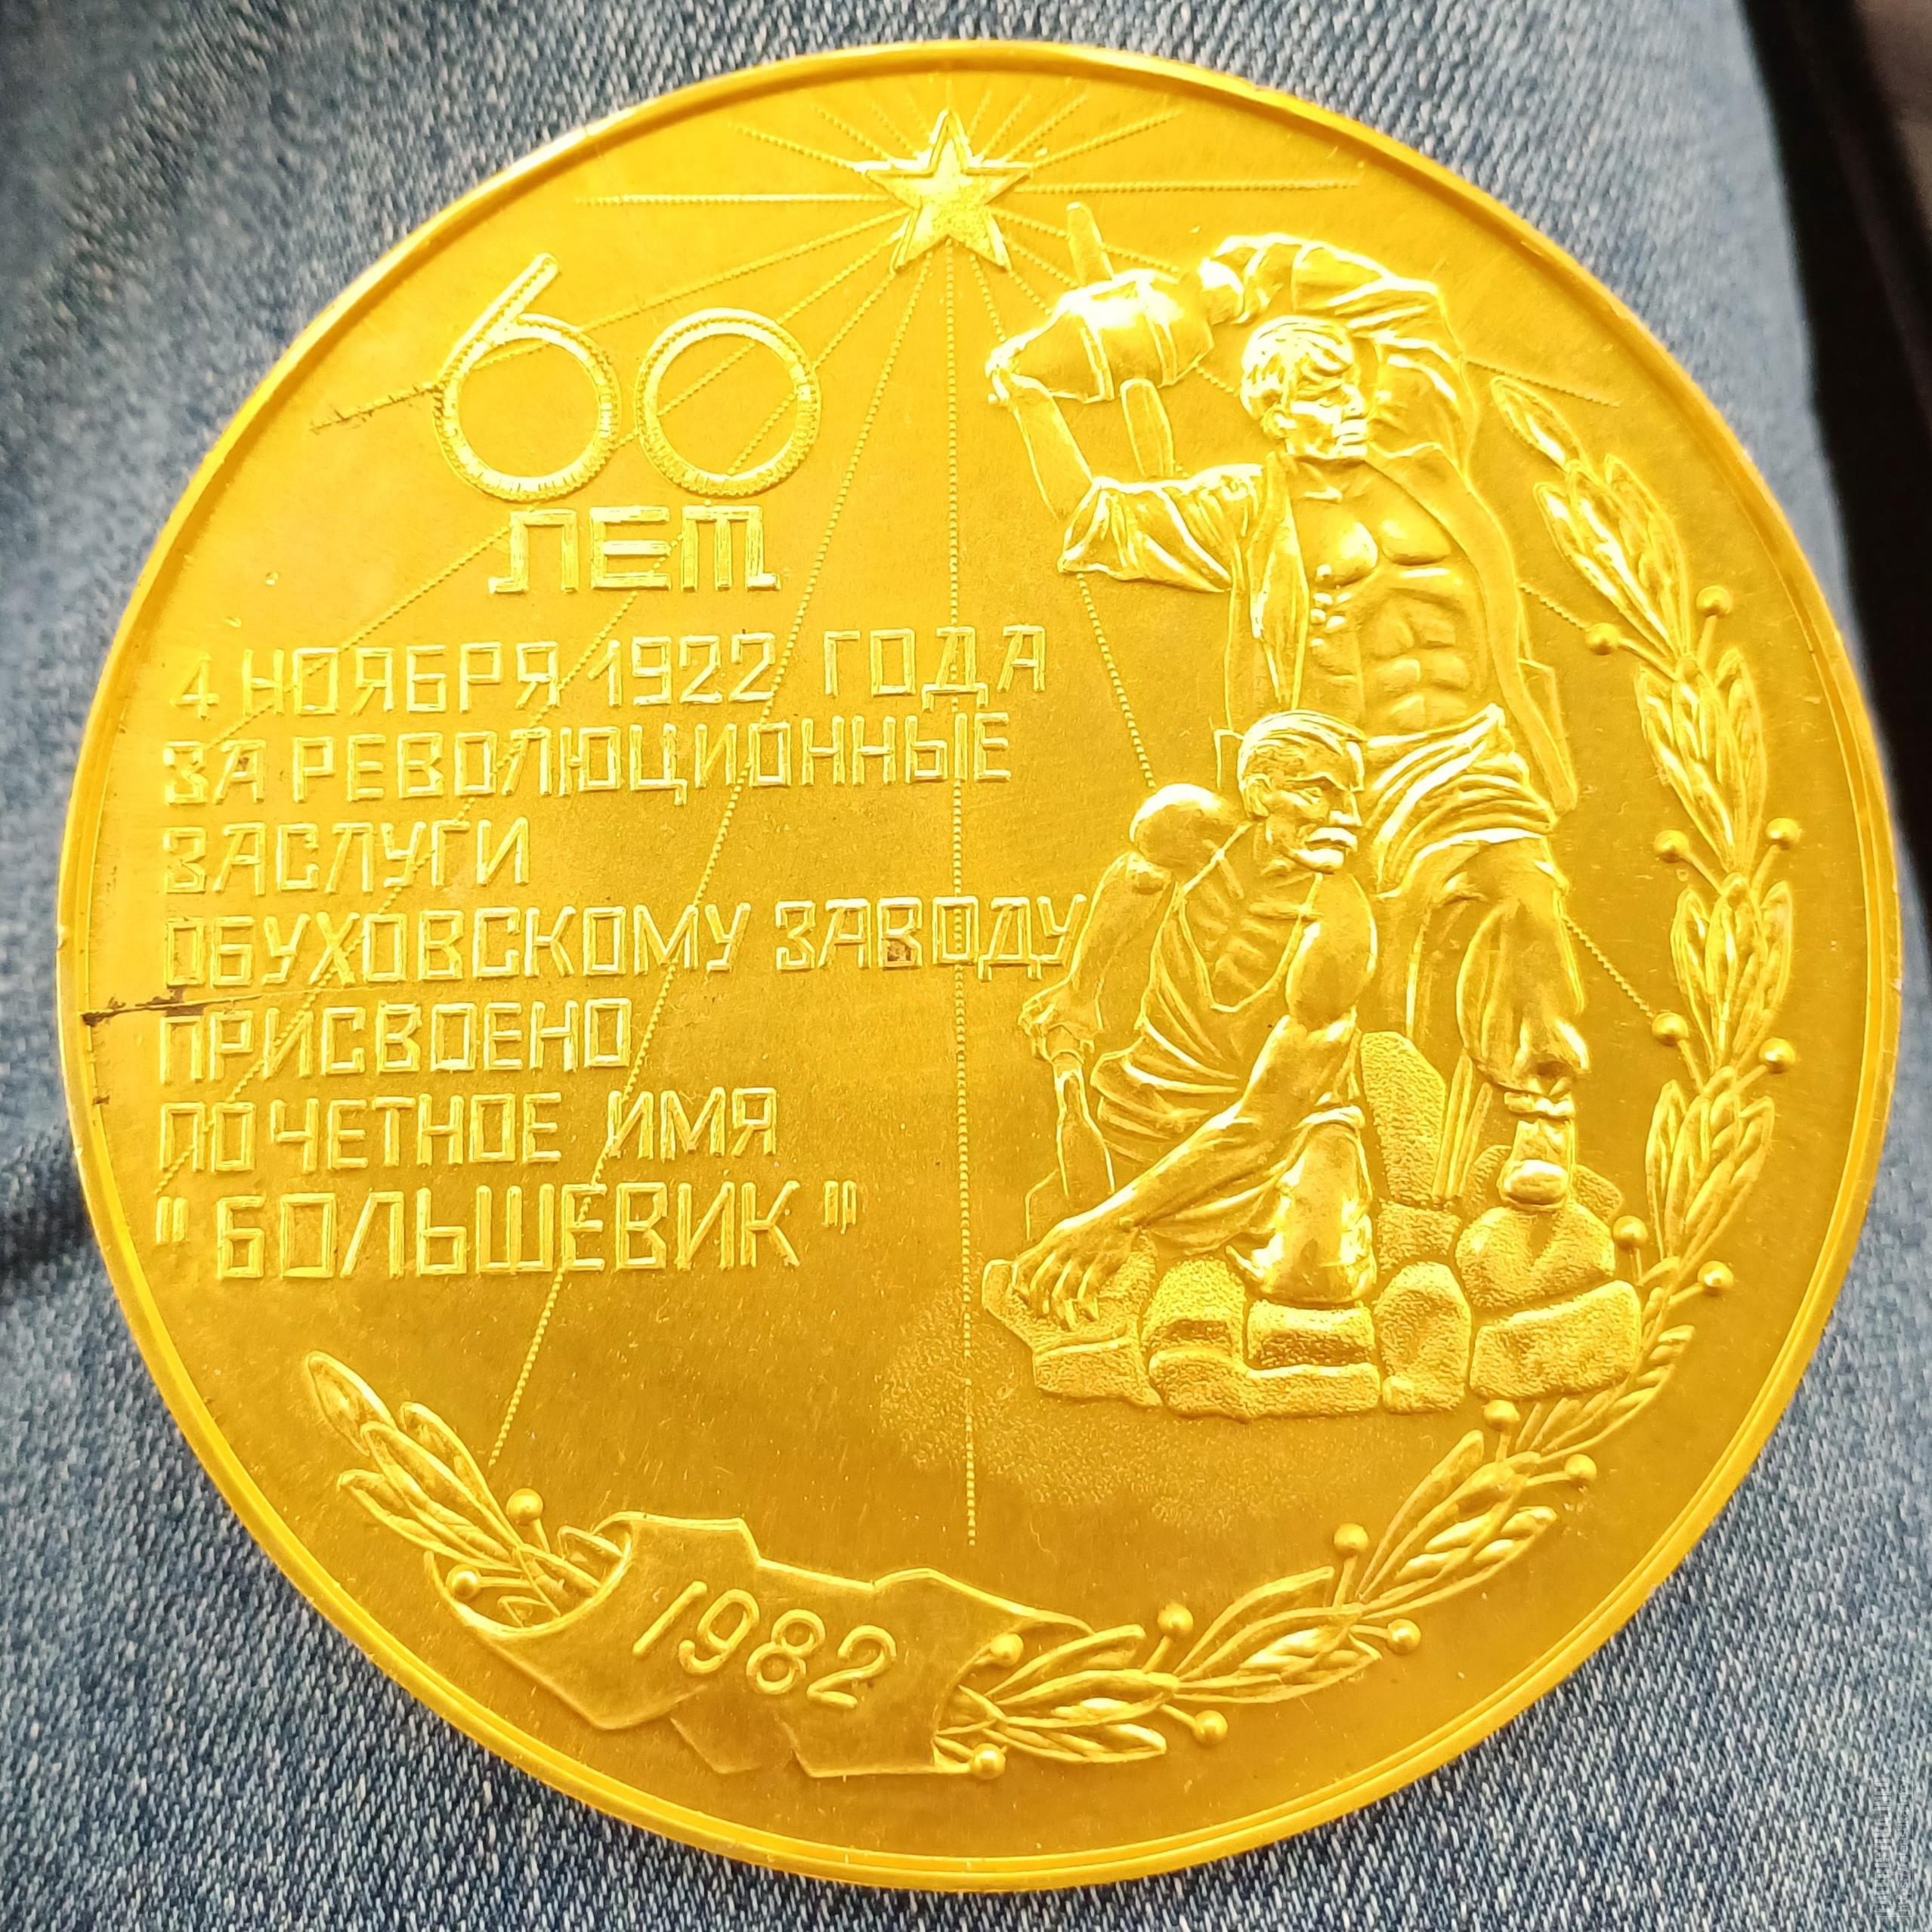 60
ЛЕТ
4 НОЯБРЯ 1922 ГОДА
ЗА РЕВОЛЮЦИОННЫЕ
ЗАСЛУГИ
ОБУХОВСКОМУ ЗАВОДУ
ПРИСВОЕНО
ПОЧЕТНОЕ ИМЯ
"БОЛЬШЕВИК"
1982